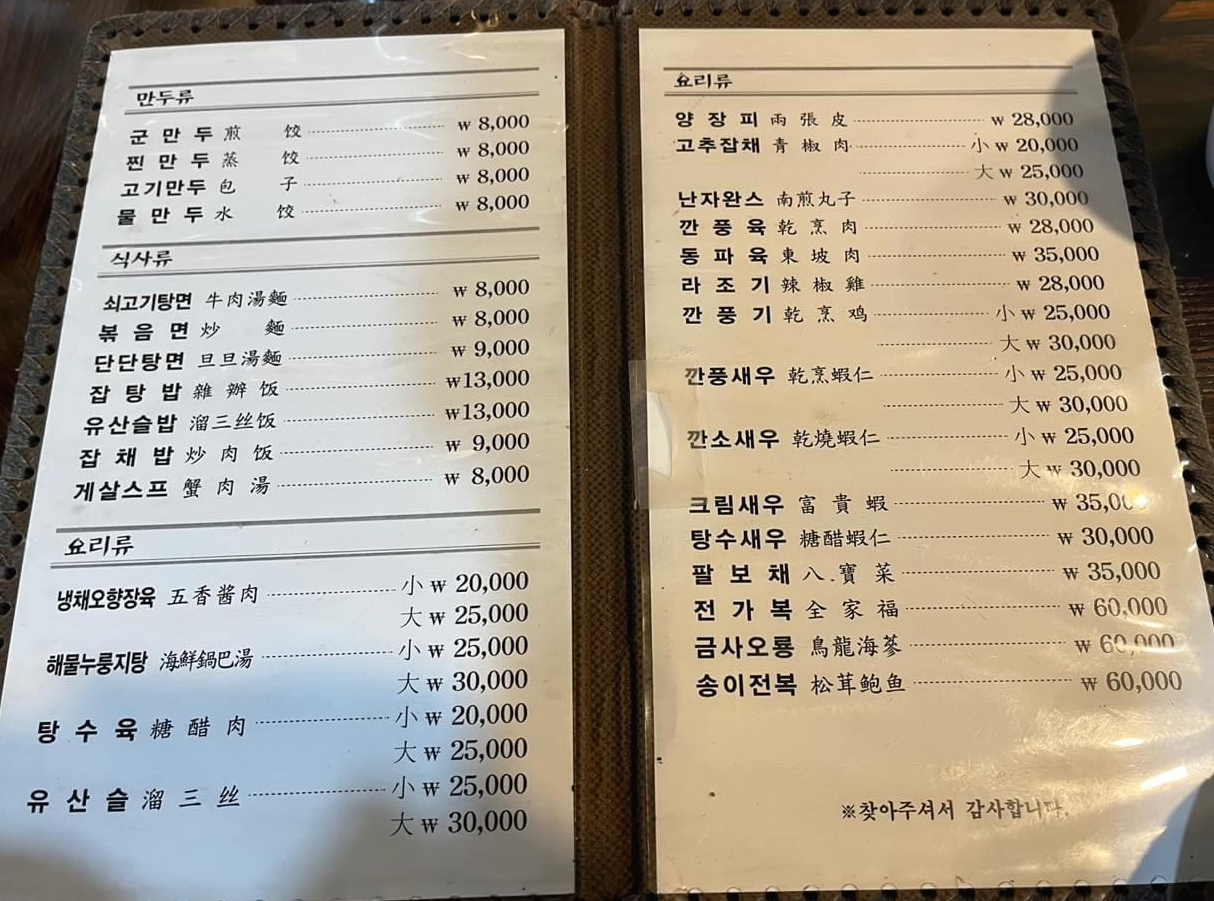 만두류
군만두 煎 饺 ₩ 8,000
찐만두 蒸 饺 ₩ 8,000
고기만두 包 子 ₩ 8,000
물만두 水 饺 ₩ 8,000
식사류
쇠고기탕면 牛肉湯麵 ₩ 8,000
볶음면 炒 麵 ₩ 8,000
단단탕면 旦旦湯麵 ₩ 9,000
잡탕밥 雜辦饭 ₩13,000
유산슬밥 溜三丝饭 ₩13,000
잡채밥 炒肉饭 ₩ 9,000
게살스프 蟹肉湯 ₩ 8,000
요리류
냉채오향장육 五香酱肉 小 ₩ 20,000
大 ₩ 25,000
해물누룽지탕 海鮮鍋巴湯 小 ₩ 25,000
大 ₩ 30,000
탕수육 糖醋肉 小 ₩ 20,000
大 ₩ 25,000
유산슬 溜三丝 小 ₩ 25,000
大 ₩ 30,000
요리류
양장피 兩張皮 ₩ 28,000
고추잡채 青椒肉 小 ₩ 20,000
大 ₩ 25,000
난자완스 南煎丸子 ₩ 30,000
깐풍육 乾烹肉 ₩ 28,000
동파육 東坡肉 ₩ 35,000
라조기 辣椒雞 ₩ 28,000
깐풍기 乾烹鸡 小 ₩ 25,000
大 ₩ 30,000
깐풍새우 乾烹蝦仁 小 ₩ 25,000
大 ₩ 30,000
깐소새우 乾燒蝦仁 小 ₩ 25,000
大 ₩ 30,000
크림새우 富貴蝦 ₩ 35,000
탕수새우 糖醋蝦仁 ₩ 30,000
팔보채 八寶菜 ₩ 35,000
전가복 全家福 ₩ 60,000
금사오룡 鳥龍海蔘 ₩ 60,000
송이전복 松茸鲍鱼 ₩ 60,000
※찾아주셔서 감사합니다.